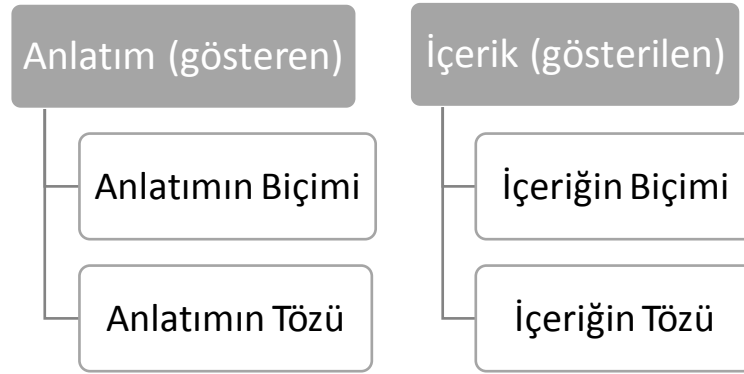 Anlatım (gösteren)
Anlatımın Biçimi
Anlatımın Tözü
İçerik (gösterilen)
İçeriğin Biçimi
İçeriğin Tözü